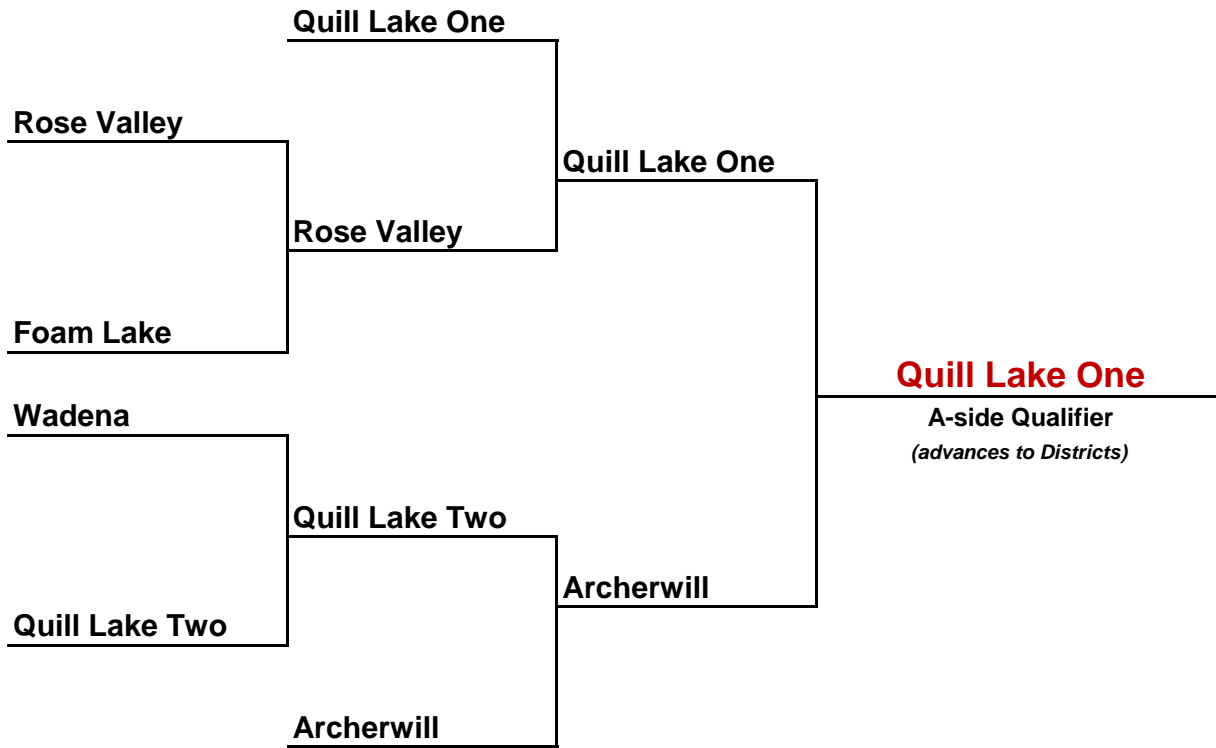 Quill Lake One
Rose Valley
Quill Lake One
Rose Valley
Foam Lake
Quill Lake One
Wadena
A-side Qualifier
(advances to Districts)
Quill Lake Two
Archerwill
Quill Lake Two
Archerwill